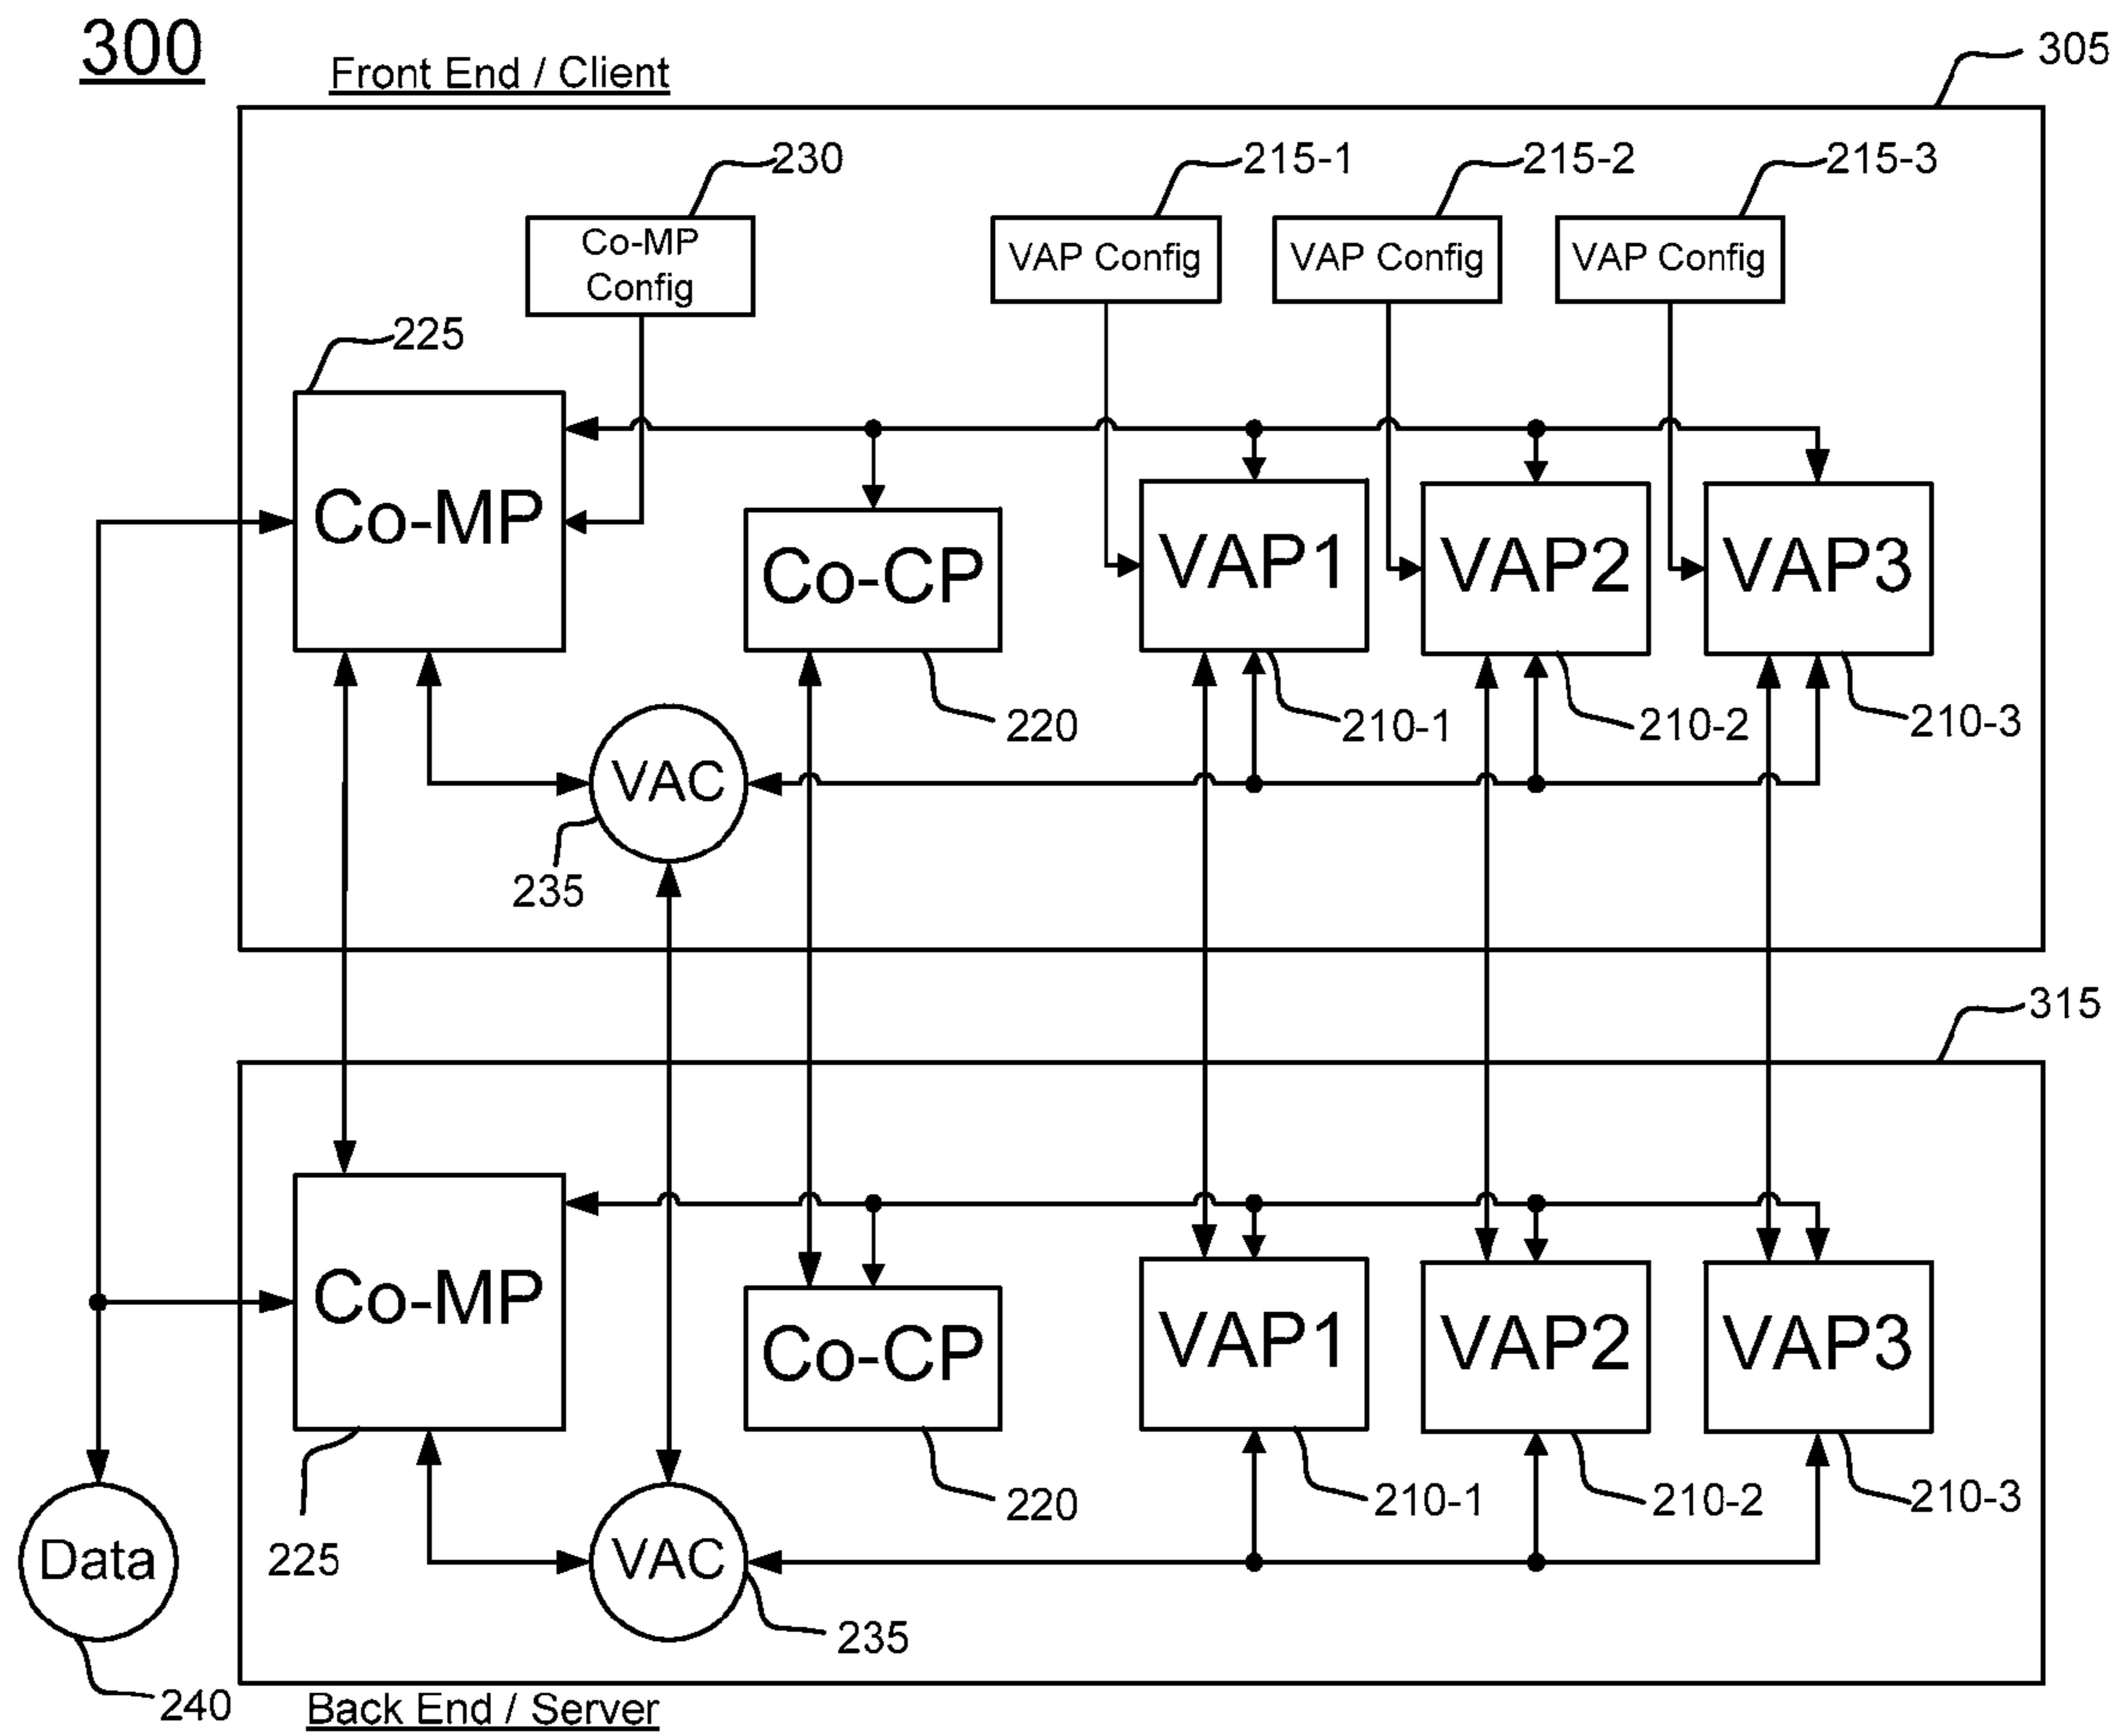 300
Front End / Client
305
230
215-1
215-2
215-3
Co-MP
Config
VAP Config
VAP Config
VAP Config
225
Co-MP
Co-CP
VAP1
VAP2
VAP3
220
210-1
210-2
210-3
VAC
235
315
Co-MP
Co-CP
VAP1
VAP2
VAP3
225
220
210-1
210-2
210-3
Data
VAC
235
240
Back End / Server